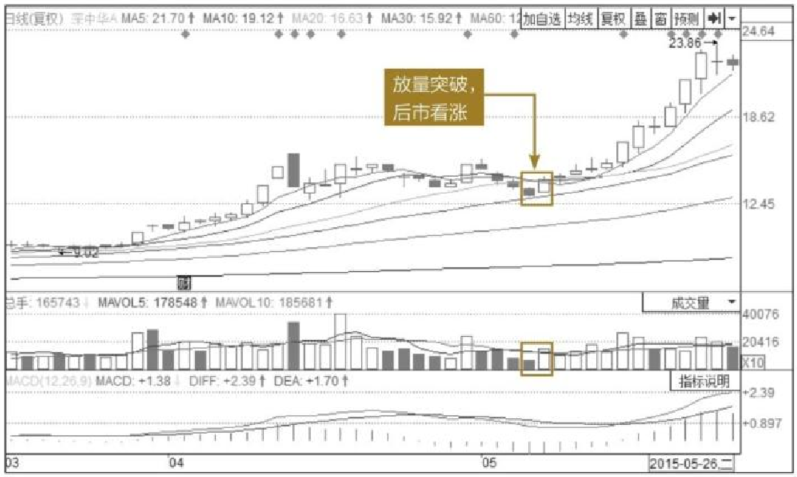 日线(复权) 深中华A MA5: 21.70↑ MA10: 19.12↑ MA20: 16.63↑ MA30: 15.92↑ MA60: 12 加自选 均线 复权 叠 窗 预测
24.64
23.86
放量突破,
后市看涨
18.62
12.45
9.02
财
总手: 165743↓ MAVOL5: 178548↑ MAVOL10: 185681↑ 成交量
40076
20416
X10
MACD(12,26,9) MACD: +1.38↓ DIFF: +2.39↑ DEA: +1.70↑ 指标说明
+2.39
+0.897
03 04 05 2015-05-26,二